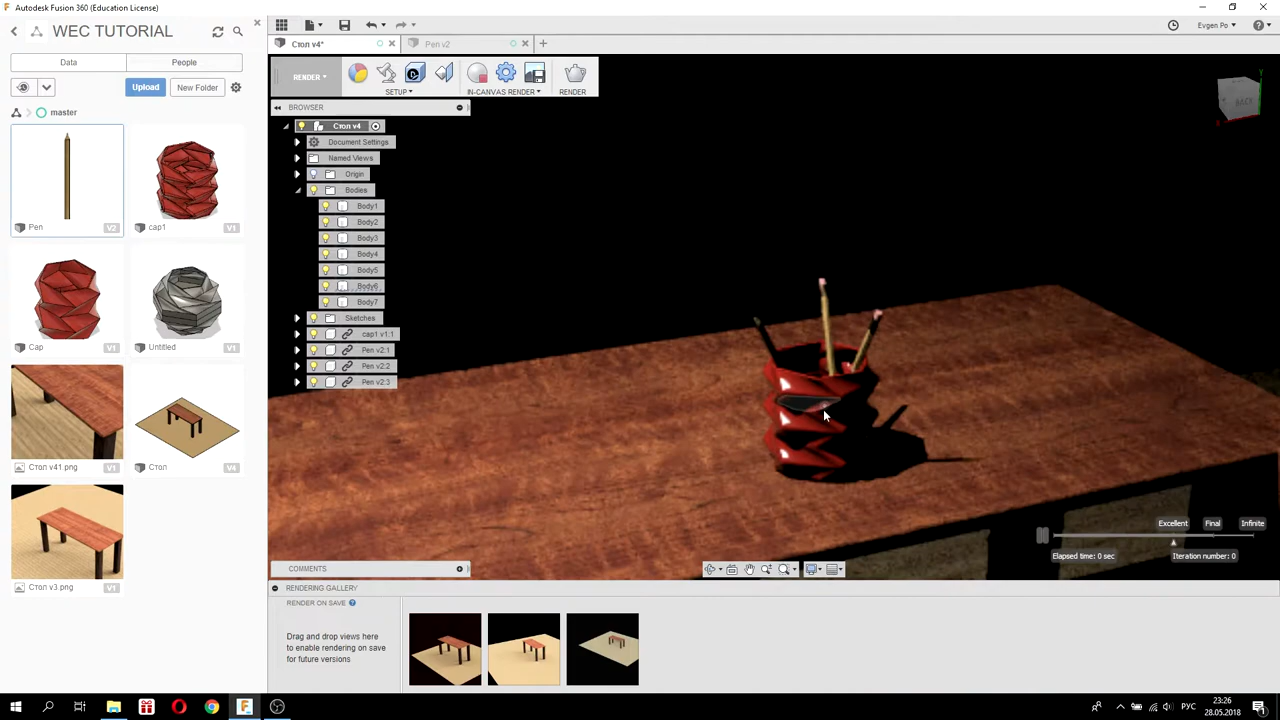 Autodesk Fusion 360 (Education License)
WEC TUTORIAL
Data People
Upload New Folder
master
Pen V2
cap1 V1
Cap V1
Untitled V1
Стол v41.png V1
Стол V4
Стол v3.png V1
Evgen Po
Стол v4*
Pen v2
RENDER
SETUP
IN-CANVAS RENDER
RENDER
BROWSER
Стол v4
Document Settings
Named Views
Origin
Bodies
Body1
Body2
Body3
Body4
Body5
Body6
Body7
Sketches
cap1 v1:1
Pen v2:1
Pen v2:2
Pen v2:3
BACK
Excellent Final Infinite
Elapsed time: 0 sec Iteration number: 0
COMMENTS
RENDERING GALLERY
RENDER ON SAVE
Drag and drop views here
to enable rendering on save
for future versions
РУС
23:26
28.05.2018